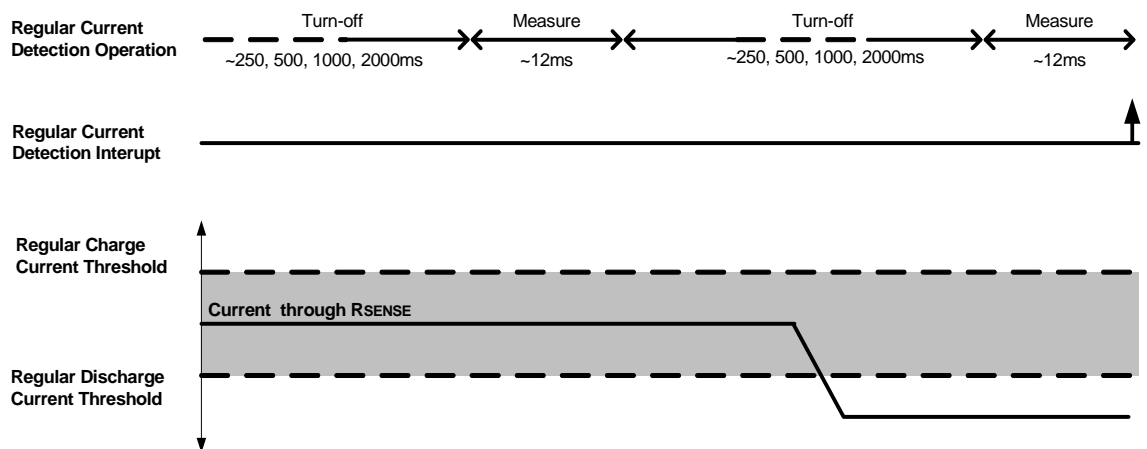 Regular Current
Detection Operation
Turn-off
Measure
Turn-off
Measure
~250, 500, 1000, 2000ms
~12ms
~250, 500, 1000, 2000ms
~12ms
Regular Current
Detection Interupt
Regular Charge
Current Threshold
Current through RSENSE
Regular Discharge
Current Threshold